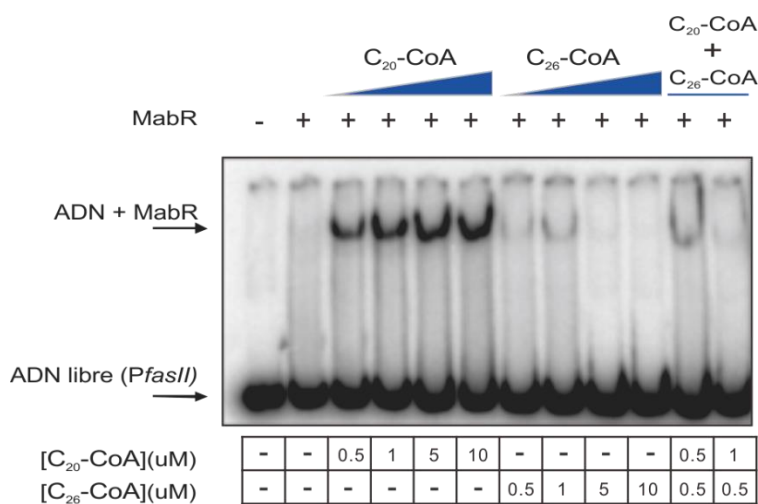 C₂₀-CoA
+
C₂₆-CoA
C₂₀-CoA C₂₆-CoA
MabR - + + + + + + + + + + +
ADN + MabR
ADN libre (PfasII)
[C₂₀-CoA](uM) - - 0.5 1 5 10 - - - - 0.5 1
[C₂₆-CoA](uM) - - - - - - 0.5 1 5 10 0.5 0.5